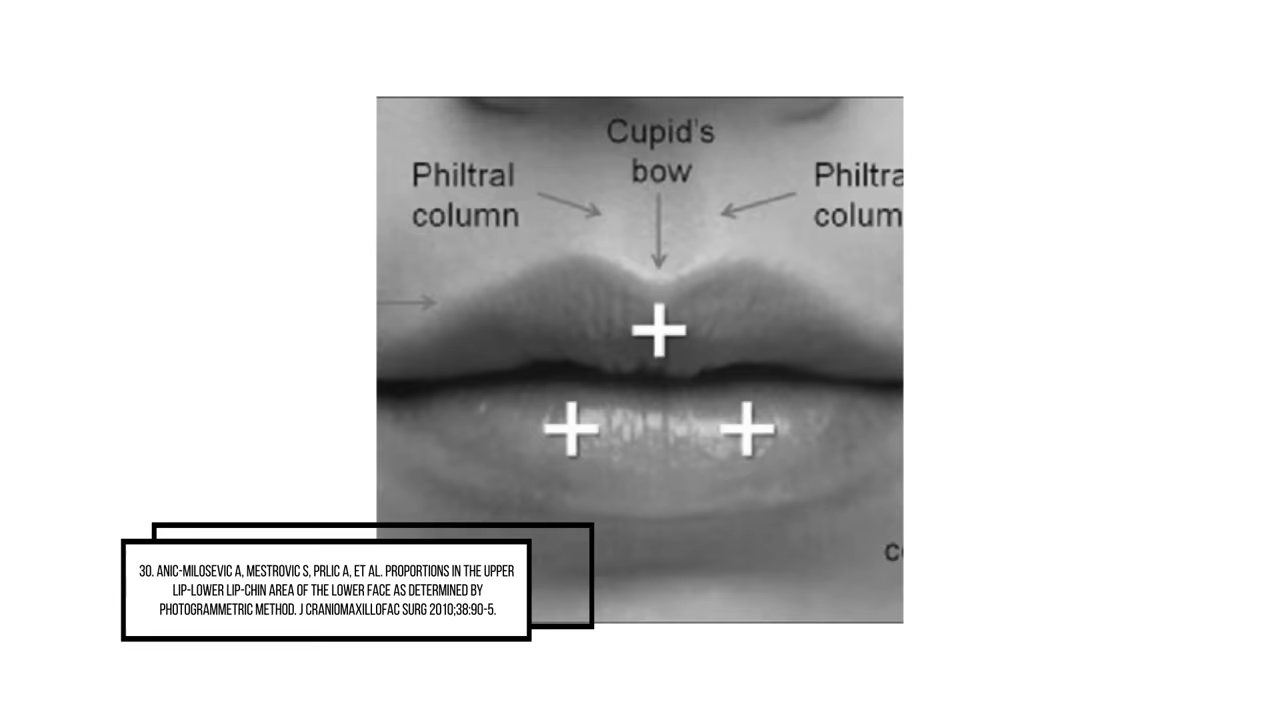 Cupid's
bow
Philtral
column
Philtra
colum
30. ANIC-MILOSEVIC A, MESTROVIC S, PRLIC A, ET AL. PROPORTIONS IN THE UPPER
LIP-LOWER LIP-CHIN AREA OF THE LOWER FACE AS DETERMINED BY
PHOTOGRAMMETRIC METHOD. J CRANIOMAXILLOFAC SURG 2010;38:90-5.